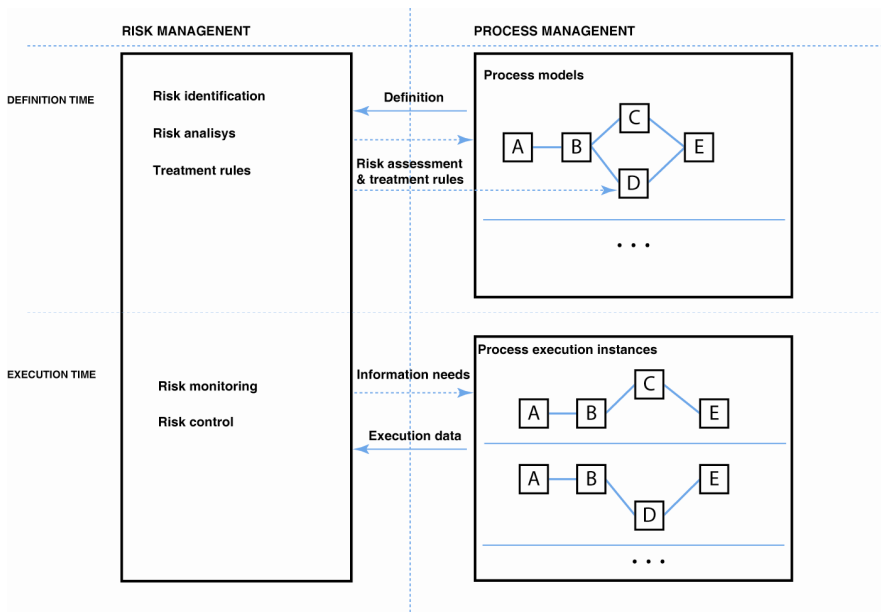 RISK MANAGENENT
PROCESS MANAGENENT
DEFINITION TIME
Risk identification
Risk analisys
Treatment rules
Definition
Risk assessment
& treatment rules
Process models
A
B
C
D
E
. . .
EXECUTION TIME
Risk monitoring
Risk control
Information needs
Execution data
Process execution instances
A
B
C
E
A
B
D
E
. . .